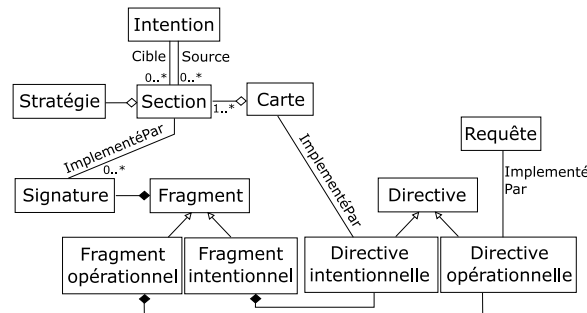 Intention
Cible
Source
0..*
0..*
Stratégie
Section
1..*
Carte
ImplementéPar
0..*
ImplementéPar
Requête
Implementé
Par
Signature
Fragment
Directive
Fragment
opérationnel
Fragment
intentionnel
Directive
intentionnelle
Directive
opérationnelle